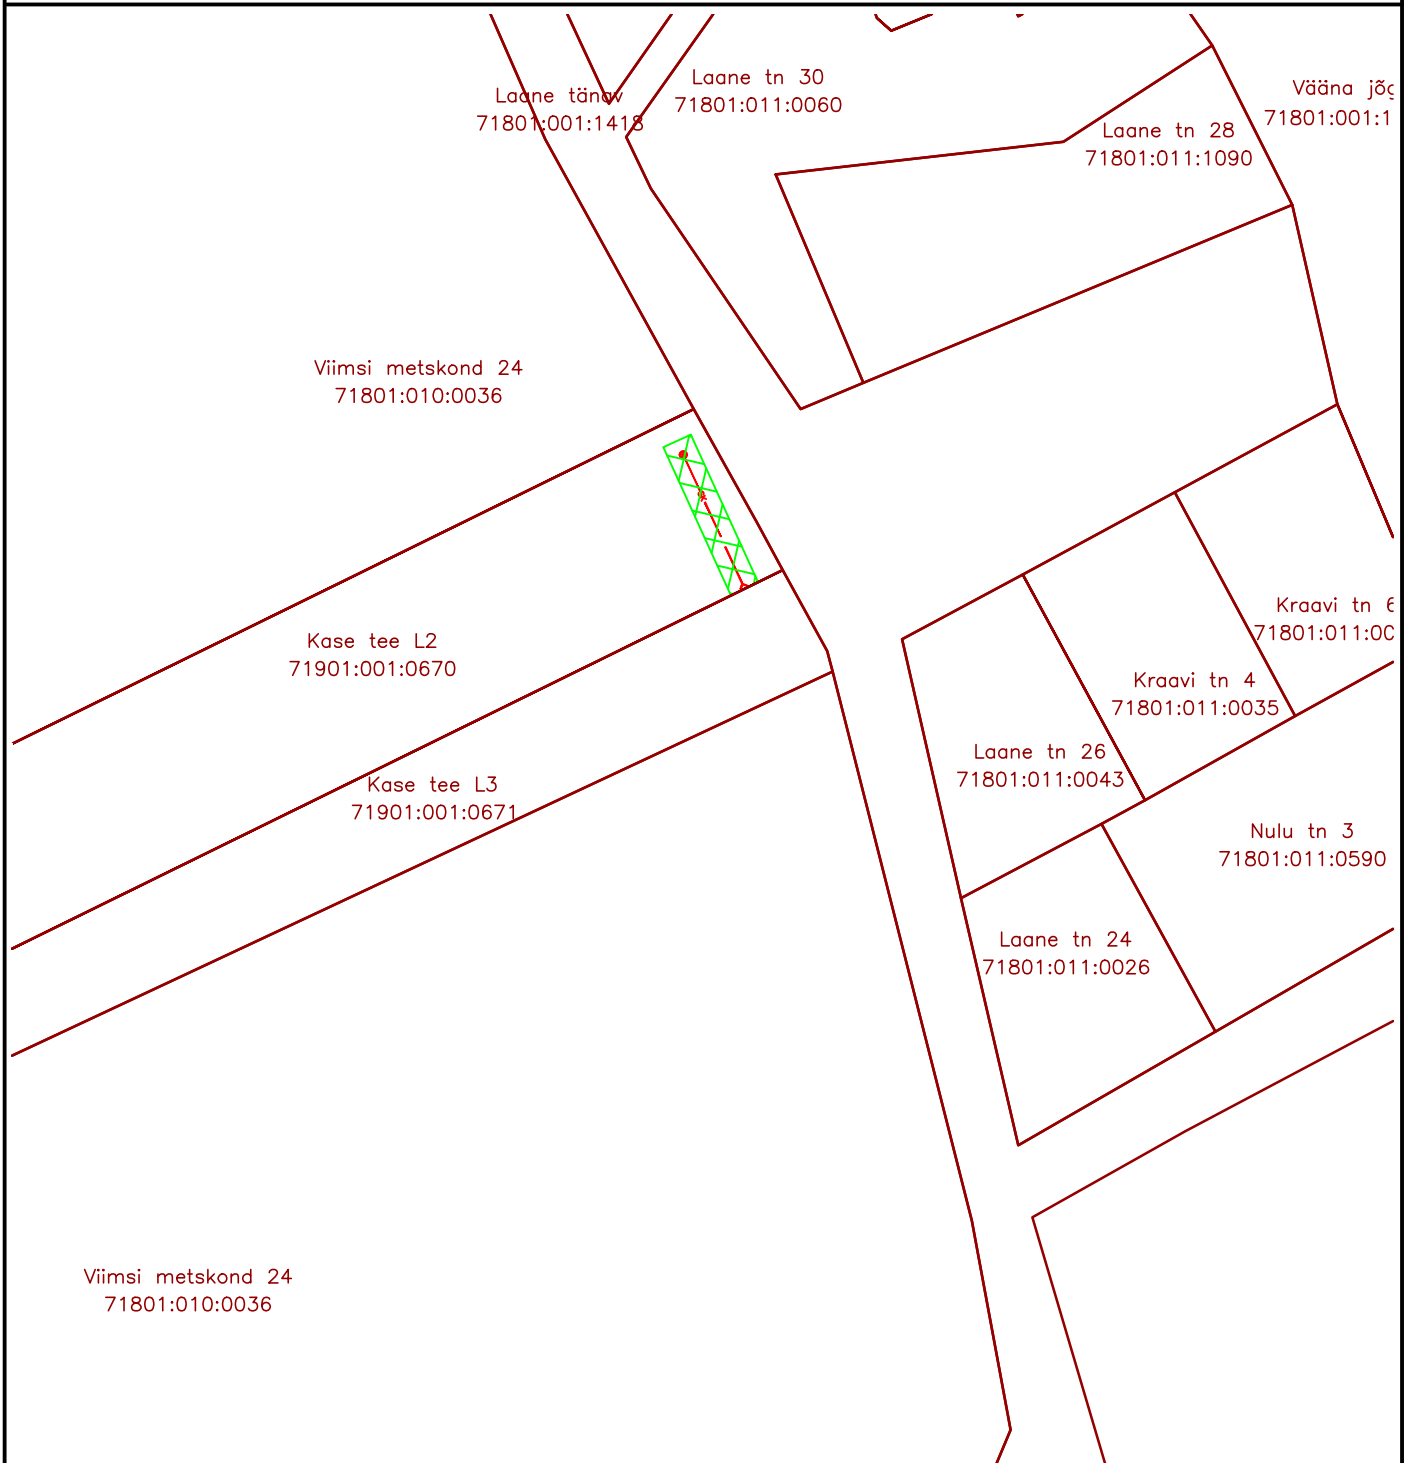 Laane tn 30
71801:011:0060
Laane tänav
71801:001:1418
Vääna jõg
71801:001:1
Laane tn 28
71801:011:1090
Viimsi metskond 24
71801:010:0036
Kase tee L2
71901:001:0670
Kraavi tn 6
71801:011:00
Kraavi tn 4
71801:011:0035
Laane tn 26
71801:011:0043
Kase tee L3
71901:001:0671
Nulu tn 3
71801:011:0590
Laane tn 24
71801:011:0026
Viimsi metskond 24
71801:010:0036